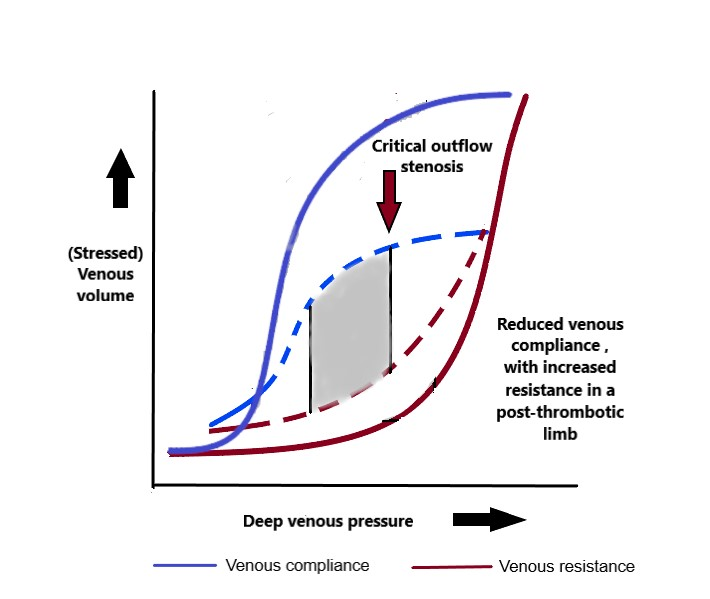 Critical outflow
stenosis
(Stressed)
Venous
volume
Reduced venous
compliance ,
with increased
resistance in a
post-thrombotic
limb
Deep venous pressure
Venous compliance
Venous resistance